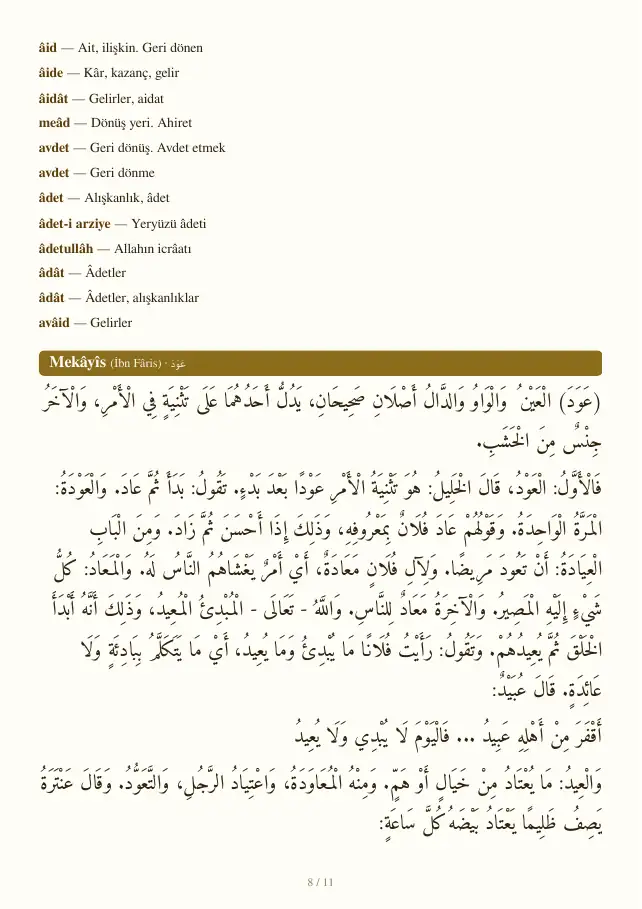 âid — Ait, ilişkin. Geri dönen
âide — Kâr, kazanç, gelir
âidât — Gelirler, aidat
meâd — Dönüş yeri. Ahiret
avdet — Geri dönüş. Avdet etmek
avdet — Geri dönme
âdet — Alışkanlık, âdet
âdet-i arziye — Yeryüzü âdeti
âdetullâh — Allahın icrâatı
âdât — Âdetler
âdât — Âdetler, alışkanlıklar
avâid — Gelirler
Mekâyîs (İbn Fâris) · عَوَدَ
(عَوَدَ) الْعَيْنُ وَالْوَاوُ وَالدَّالُ أَصْلَانِ صَحِيحَانِ، يَدُلُّ أَحَدُهُمَا عَلَى تَثْنِيَةٍ فِي الْأَمْرِ، وَالْآخَرُ
جِنْسٌ مِنَ الْخَشَبِ.
فَالْأَوَّلُ: الْعَوْدُ، قَالَ الْخَلِيلُ: هُوَ تَثْنِيَةُ الْأَمْرِ عَوْدًا بَعْدَ بَدْءٍ. تَقُولُ: بَدَأَ ثُمَّ عَادَ. وَالْعَوْدَةُ:
الْمَرَّةُ الْوَاحِدَةُ. وَقَوْلُهُمْ عَادَ فُلَانٌ بِمَعْرُوفِهِ، وَذَلِكَ إِذَا أَحْسَنَ ثُمَّ زَادَ. وَمِنَ الْبَابِ
الْعِيَادَةُ: أَنْ تَعُودَ مَرِيضًا. وَلِآلِ فُلَانٍ مَعَادَةٌ، أَيْ أَمْرٌ يَغْشَاهُمُ النَّاسُ لَهُ. وَالْمَعَادُ: كُلُّ
شَيْءٍ إِلَيْهِ الْمَصِيرُ. وَالْآخِرَةُ مَعَادٌ لِلنَّاسِ. وَاللَّهُ - تَعَالَى - الْمُبْدِئُ الْمُعِيدُ، وَذَلِكَ أَنَّهُ أَبْدَأَ
الْخَلْقَ ثُمَّ يُعِيدُهُمْ. وَتَقُولُ: رَأَيْتُ فُلَانًا مَا يُبْدِئُ وَمَا يُعِيدُ، أَيْ مَا يَتَكَلَّمُ بِبَادِئَةٍ وَلَا
عَائِدَةٍ. قَالَ عُبَيْدٌ:
أَقْفَرَ مِنْ أَهْلِهِ عَبِيدُ ... فَالْيَوْمَ لَا يُبْدِي وَلَا يُعِيدُ
وَالْعِيدُ: مَا يُعْتَادُ مِنْ خَيَالٍ أَوْ هَمٍّ. وَمِنْهُ الْمُعَاوَدَةُ، وَاعْتِيَادُ الرَّجُلِ، وَالتَّعَوُّدُ. وَقَالَ عَنْتَرَةُ
يَصِفُ ظَلِيمًا يَعْتَادُ بَيْضَهُ كُلَّ سَاعَةٍ:
8 / 11